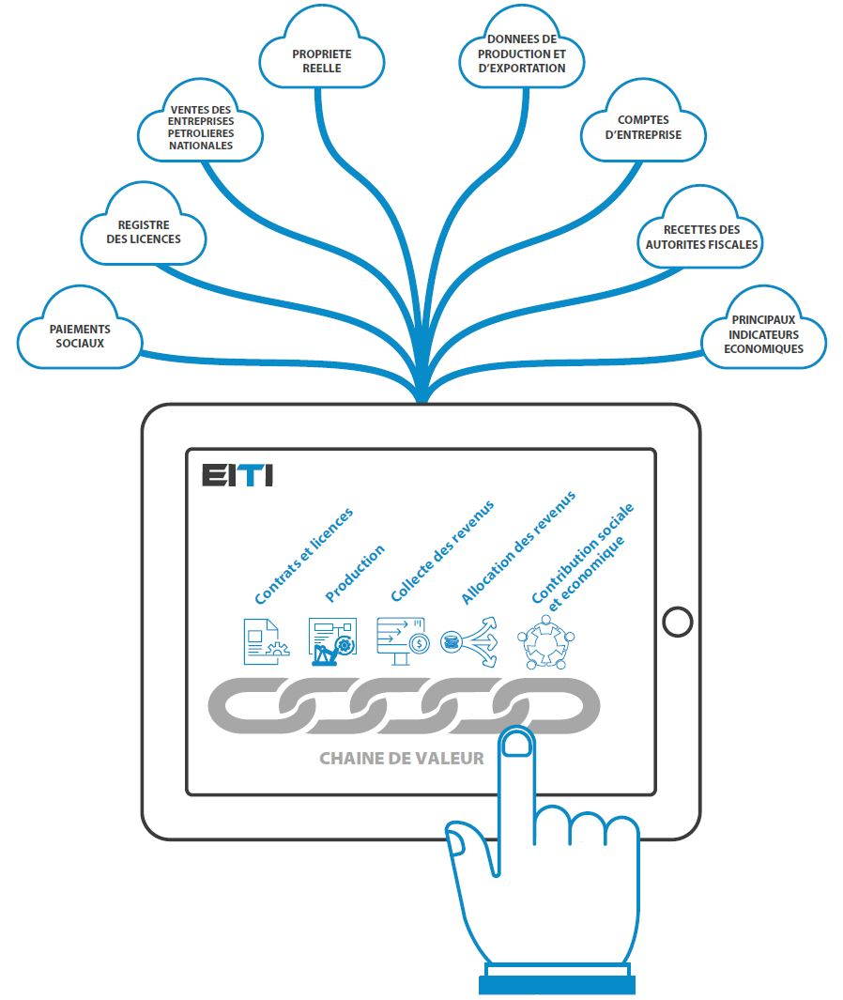 PROPRIETE
REELLE
DONNEES DE
PRODUCTION ET
D'EXPORTATION
VENTES DES
ENTREPRISES
PETROLIERES
NATIONALES
COMPTES
D'ENTREPRISE
REGISTRE
DES LICENCES
RECETTES DES
AUTORITES FISCALES
PAIEMENTS
SOCIAUX
PRINCIPAUX
INDICATEURS
ECONOMIQUES
EITI
Contrats et licences
Production
Collecte des revenus
Allocation des revenus
Contribution sociale
et economique
$
CHAINE DE VALEUR